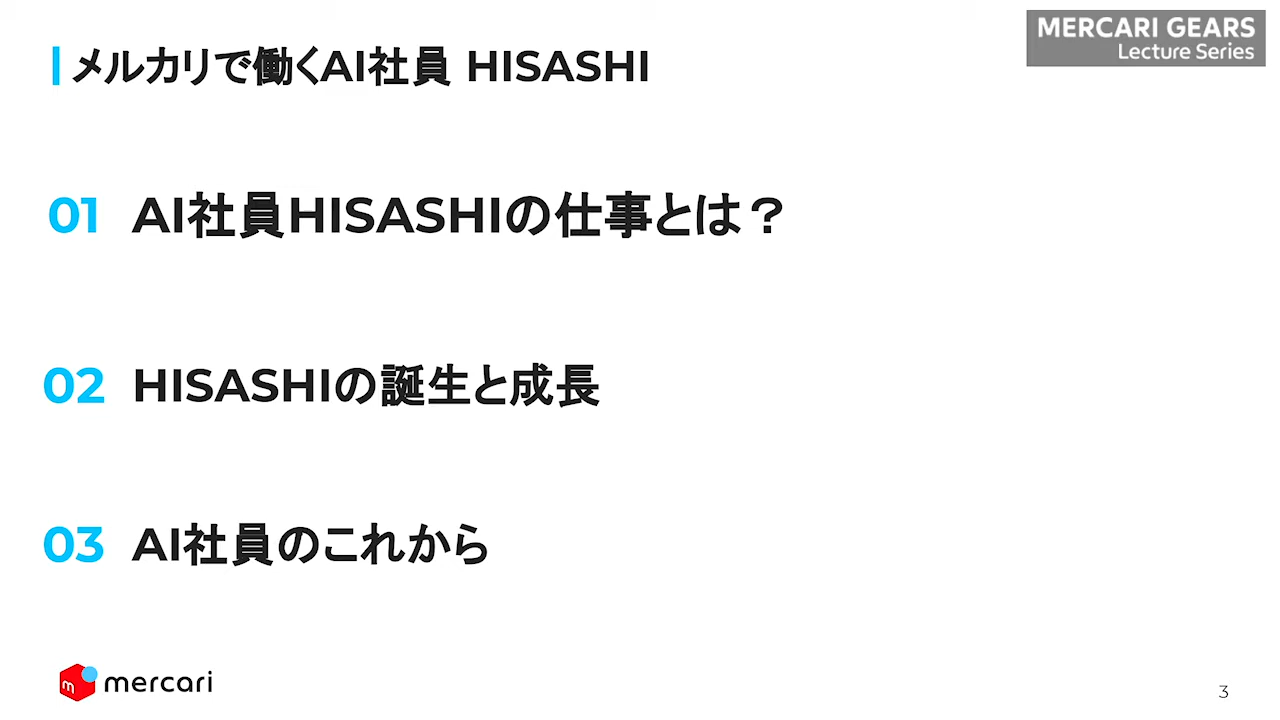 メルカリで働くAI社員 HISASHI
MERCARI GEARS
Lecture Series
01 AI社員HISASHIの仕事とは？
02 HISASHIの誕生と成長
03 AI社員のこれから
m mercari
3